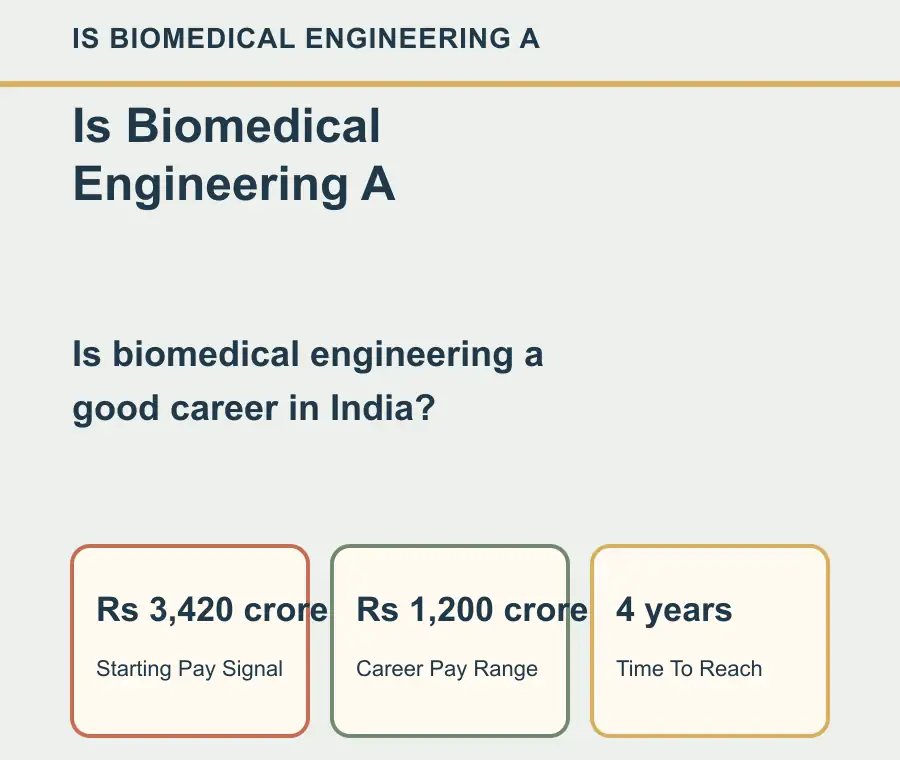 IS BIOMEDICAL ENGINEERING A
Is Biomedical
Engineering A
Is biomedical engineering a
good career in India?
Rs 3,420 crore
Starting Pay Signal
Rs 1,200 crore
Career Pay Range
4 years
Time To Reach